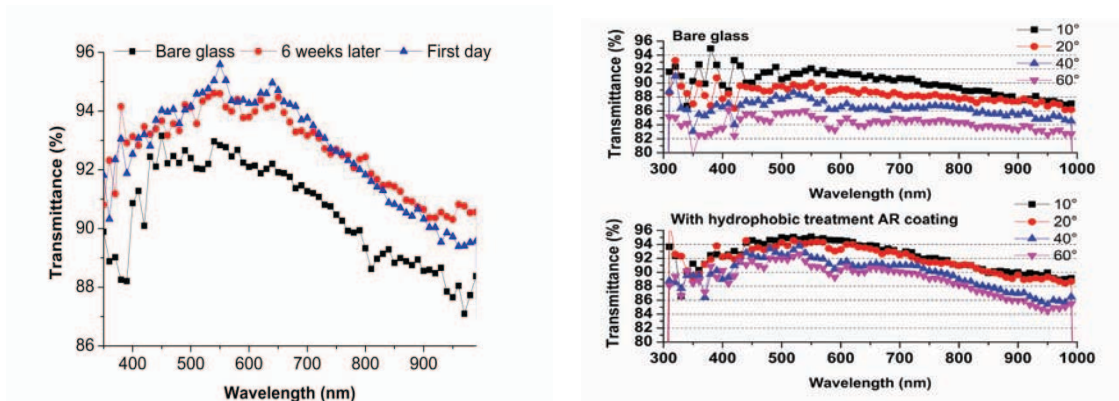 Bare glass 6 weeks later First day
96
94
92
90
88
86
400 500 600 700 800 900
Transmittance (%)
Wavelength (nm)
Bare glass
10°
20°
40°
60°
96
94
92
90
88
86
84
82
80
Transmittance (%)
300 400 500 600 700 800 900 1000
Wavelength (nm)
With hydrophobic treatment AR coating
10°
20°
40°
60°
96
94
92
90
88
86
84
82
80
Transmittance (%)
300 400 500 600 700 800 900 1000
Wavelength (nm)